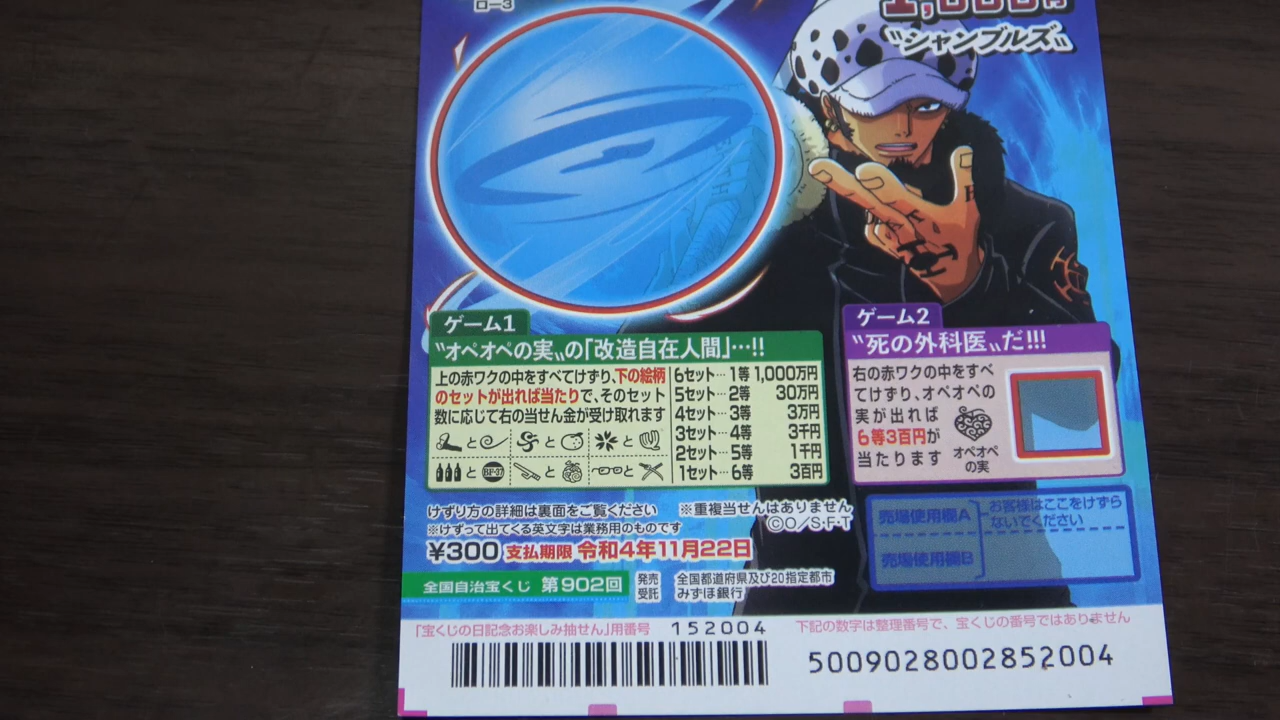 ロー3
1,000円
〝シャンブルズ〟
ゲーム1
〝オペオペの実〟の「改造自在人間」…!!
上の赤ワクの中をすべてけずり、下の絵柄
のセットが出れば当たりで、そのセット
数に応じて右の当せん金が受け取れます
と と と
と BF-37 と と
6セット… 1等 1,000万円
5セット… 2等 30万円
4セット… 3等 3万円
3セット… 4等 3千円
2セット… 5等 1千円
1セット… 6等 3百円
ゲーム2
〝死の外科医〟だ!!!
右の赤ワクの中をすべ
てけずり、オペオペの
実が出れば
6等3百円が
当たります
オペオペ
の実
けずり方の詳細は裏面をご覧ください ※重複当せんはありません
※けずって出てくる英文字は業務用のものです ©O/S・F・T
¥300 支払期限 令和4年11月22日
全国自治宝くじ 第902回
発売 全国都道府県及び20指定都市
受託 みずほ銀行
売場使用欄A
売場使用欄B
お客様はここをけずら
ないでください
「宝くじの日記念お楽しみ抽せん」用番号 152004
下記の数字は整理番号で、宝くじの番号ではありません
5009028002852004